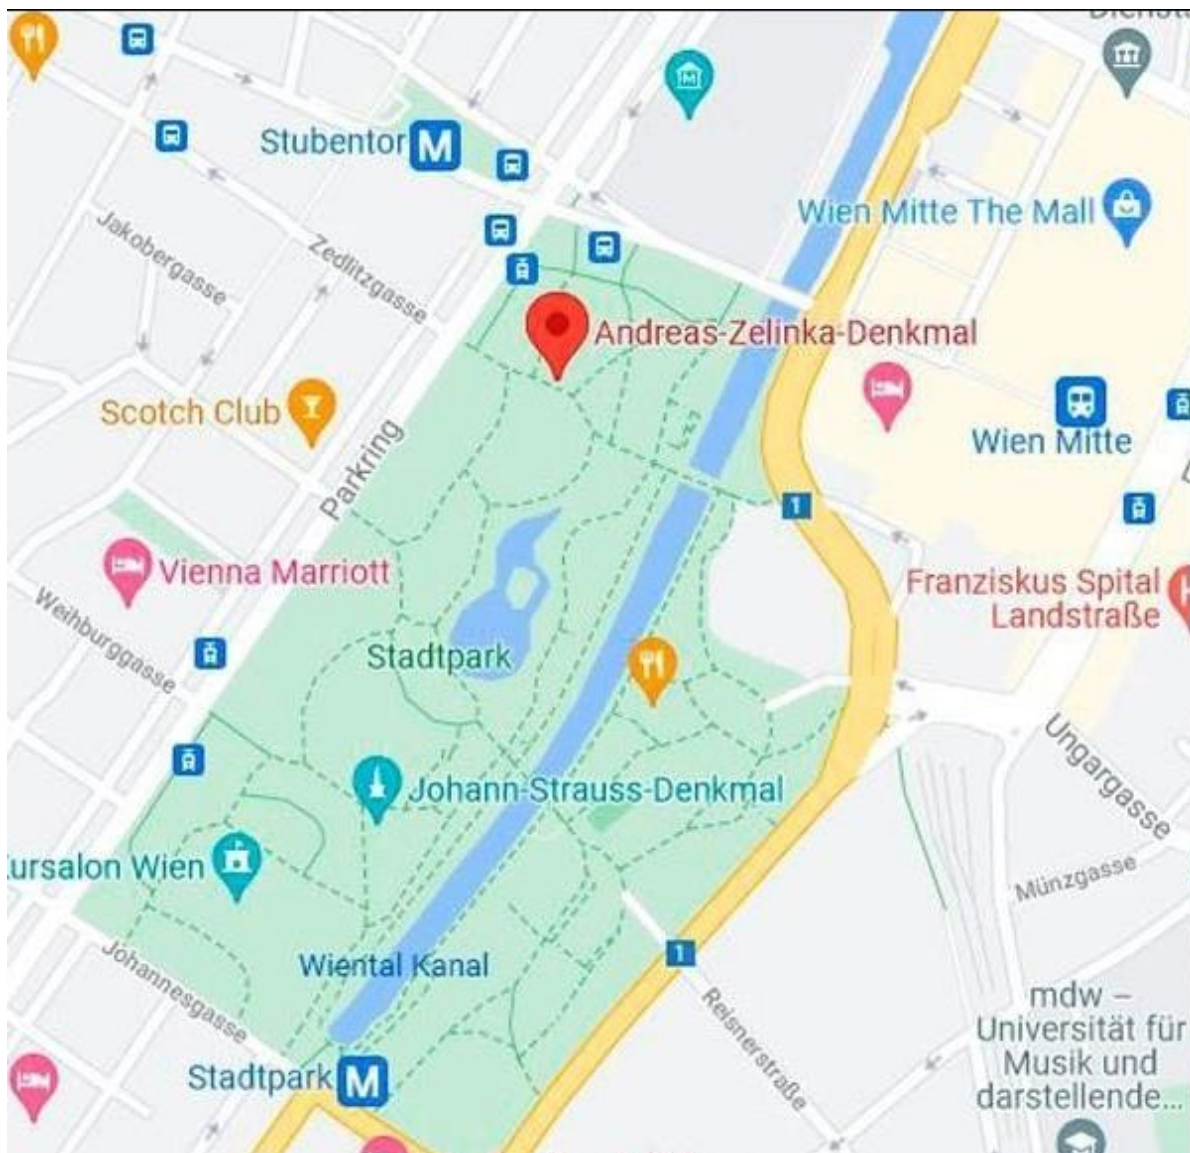 Stubentor
M
Wien Mitte The Mall
Jakobergasse
Zedlitzgasse
Andreas-Zelinka-Denkmal
Scotch Club
Parkring
Wien Mitte
1
Vienna Marriott
Franziskus Spital
Landstraße
Weihburggasse
Stadtpark
Ungargasse
Johann-Strauss-Denkmal
ursalon Wien
Münzgasse
Johannesgasse
Wiental Kanal
1
Reisnerstraße
mdw –
Universität für
Musik und
darstellende...
Stadtpark
M